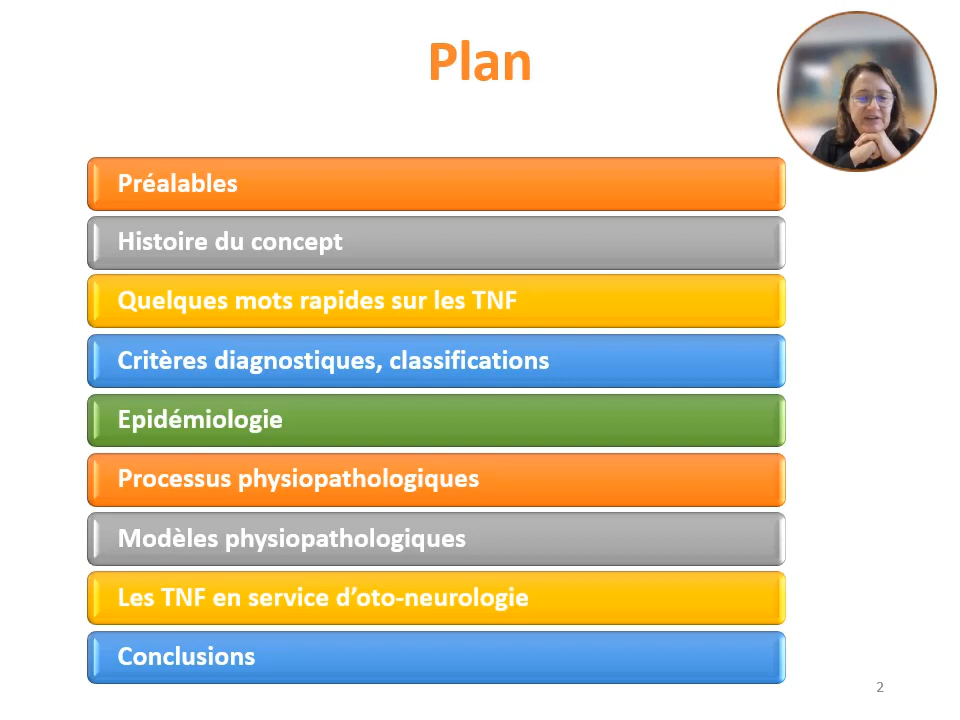 Plan
Préalables
Histoire du concept
Quelques mots rapides sur les TNF
Critères diagnostiques, classifications
Epidémiologie
Processus physiopathologiques
Modèles physiopathologiques
Les TNF en service d’oto-neurologie
Conclusions
2